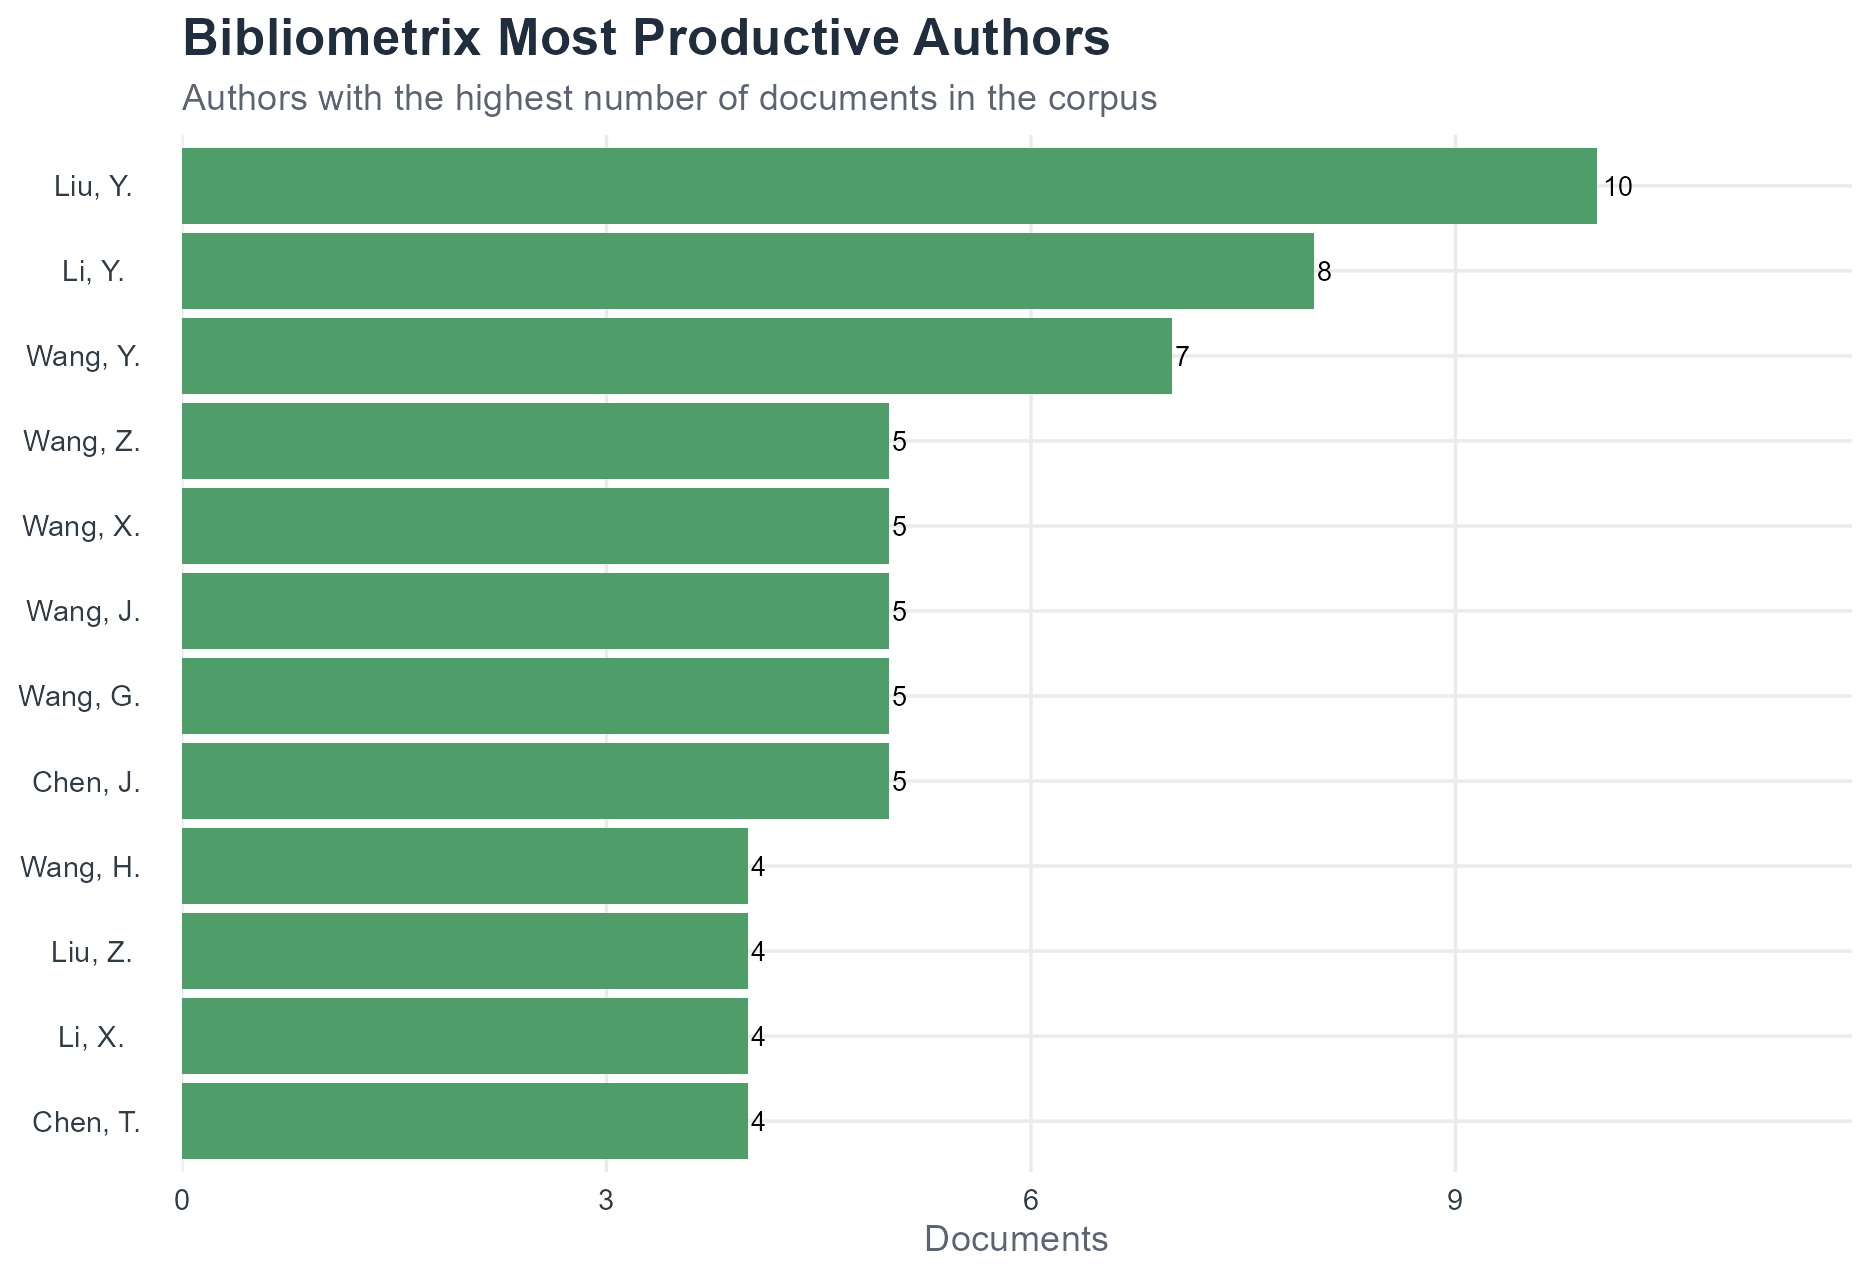 Bibliometrix Most Productive Authors
Authors with the highest number of documents in the corpus
Liu, Y. 10
Li, Y. 8
Wang, Y. 7
Wang, Z. 5
Wang, X. 5
Wang, J. 5
Wang, G. 5
Chen, J. 5
Wang, H. 4
Liu, Z. 4
Li, X. 4
Chen, T. 4
0 3 6 9
Documents